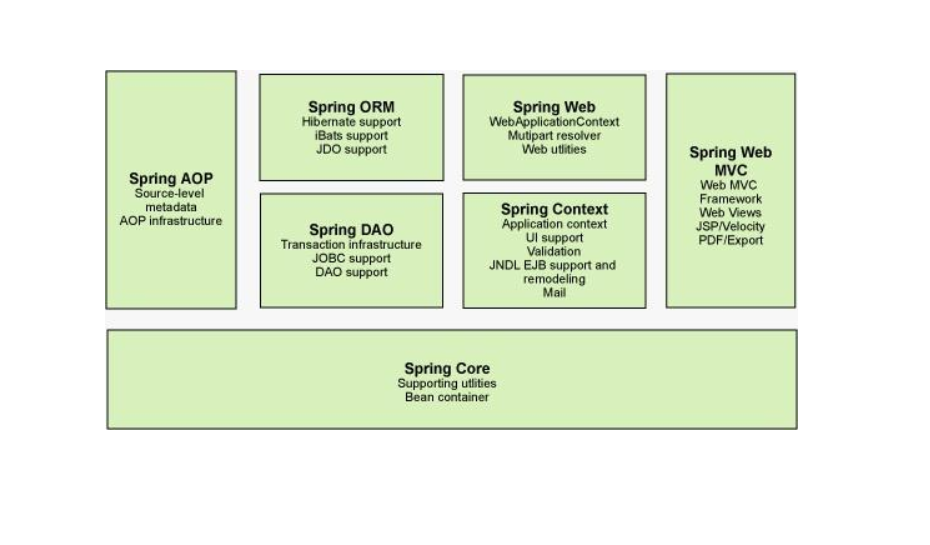 Spring AOP
Source-level
metadata
AOP infrastructure
Spring ORM
Hibernate support
iBats support
JDO support
Spring DAO
Transaction infrastructure
JOBC support
DAO support
Spring Web
WebApplicationContext
Mutipart resolver
Web utlities
Spring Context
Application context
UI support
Validation
JNDL EJB support and
remodeling
Mail
Spring Web
MVC
Web MVC
Framework
Web Views
JSP/Velocity
PDF/Export
Spring Core
Supporting utlities
Bean container